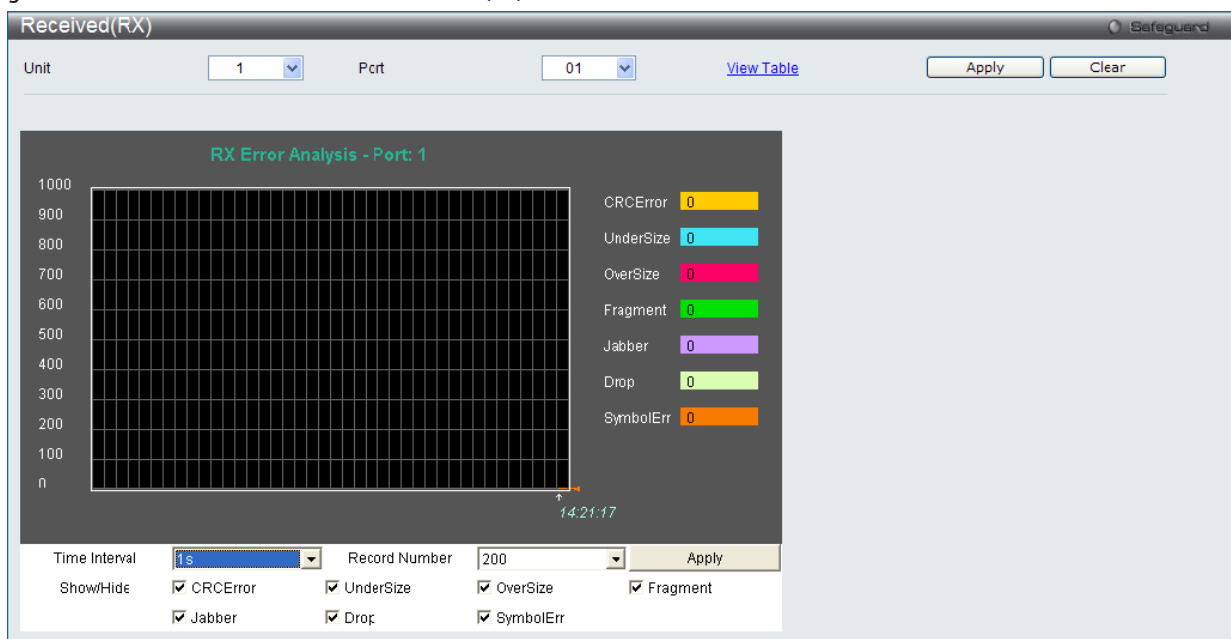 Received(RX) Safeguard
Unit 1 Port 01 View Table Apply Clear
RX Error Analysis - Port: 1
1000
900
800
700
600
500
400
300
200
100
0
CRCError 0
UnderSize 0
OverSize 0
Fragment 0
Jabber 0
Drop 0
SymbolErr 0
14:21:17
Time Interval 1s Record Number 200 Apply
Show/Hide CRCError UnderSize OverSize Fragment
Jabber Drop SymbolErr